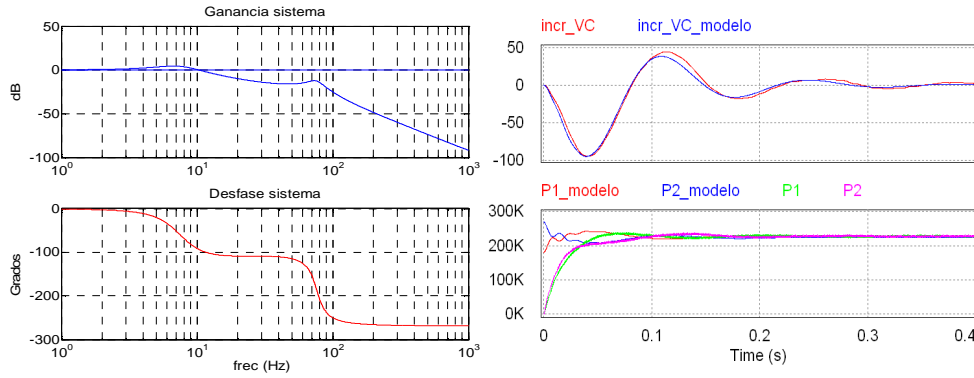 Ganancia sistema
50
0
-50
-100
dB
10^0 10^1 10^2 10^3
Desfase sistema
0
-100
-200
-300
Grados
10^0 10^1 10^2 10^3
frec (Hz)
incr_VC incr_VC_modelo
50
0
-50
-100
P1_modelo P2_modelo P1 P2
300K
200K
100K
0K
0 0.1 0.2 0.3 0.4
Time (s)